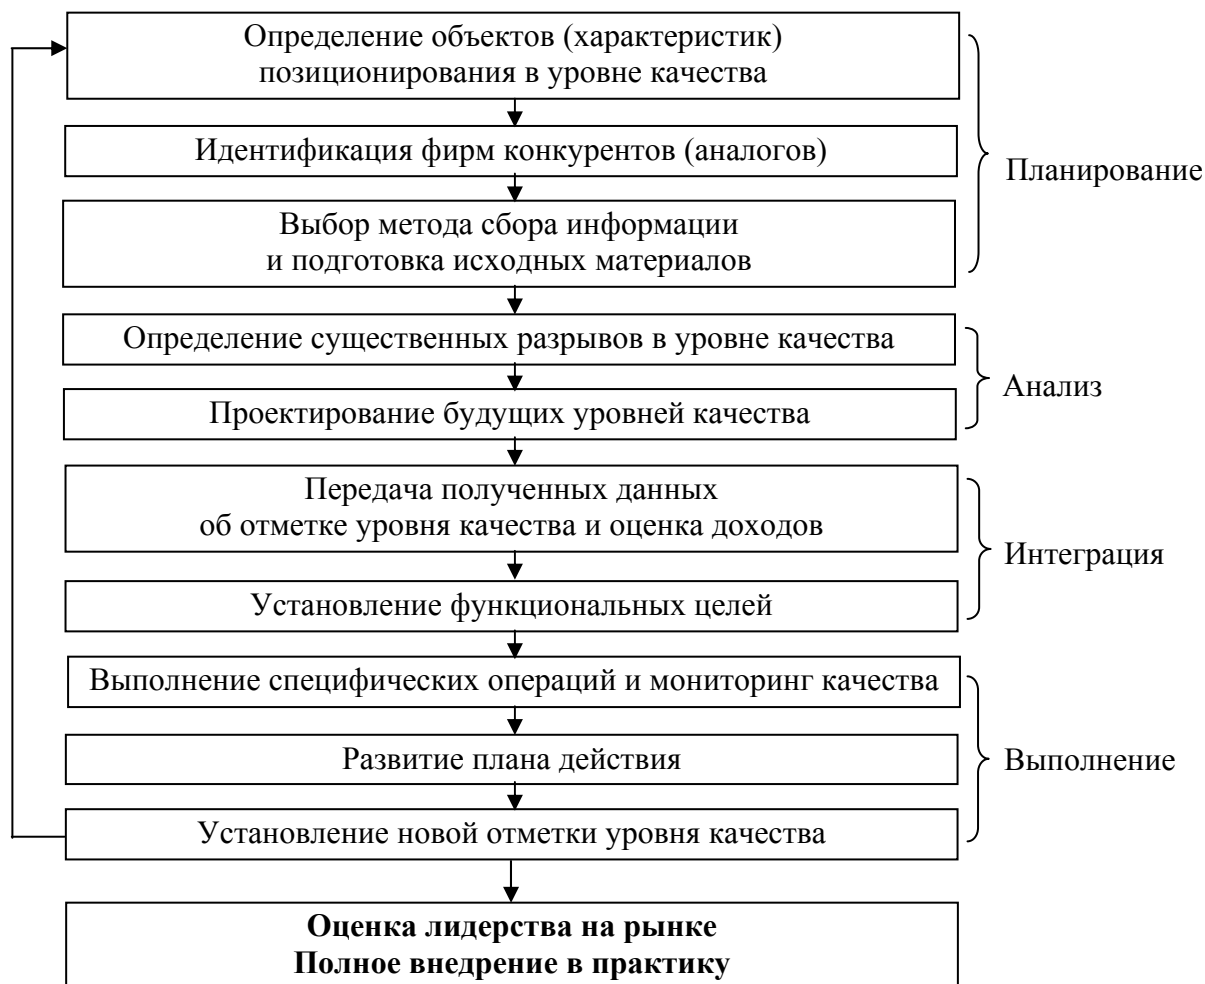 Определение объектов (характеристик)
позиционирования в уровне качества
Идентификация фирм конкурентов (аналогов)
Планирование
Выбор метода сбора информации
и подготовка исходных материалов
Определение существенных разрывов в уровне качества
Анализ
Проектирование будущих уровней качества
Передача полученных данных
об отметке уровня качества и оценка доходов
Интеграция
Установление функциональных целей
Выполнение специфических операций и мониторинг качества
Развитие плана действия
Выполнение
Установление новой отметки уровня качества
Оценка лидерства на рынке
Полное внедрение в практику